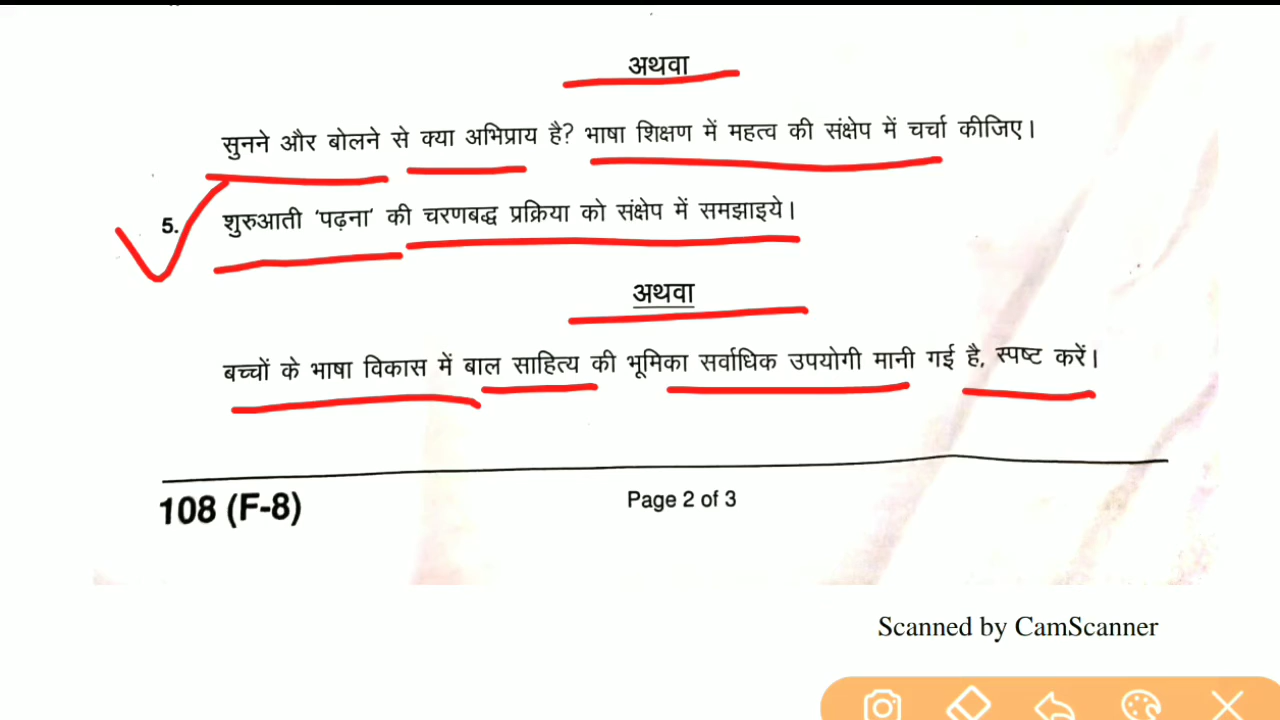 अथवा
सुनने और बोलने से क्या अभिप्राय है? भाषा शिक्षण में महत्व की संक्षेप में चर्चा कीजिए।
5. शुरुआती 'पढ़ना' की चरणबद्ध प्रक्रिया को संक्षेप में समझाइये।
अथवा
बच्चों के भाषा विकास में बाल साहित्य की भूमिका सर्वाधिक उपयोगी मानी गई है, स्पष्ट करें।
108 (F-8)
Page 2 of 3
Scanned by CamScanner